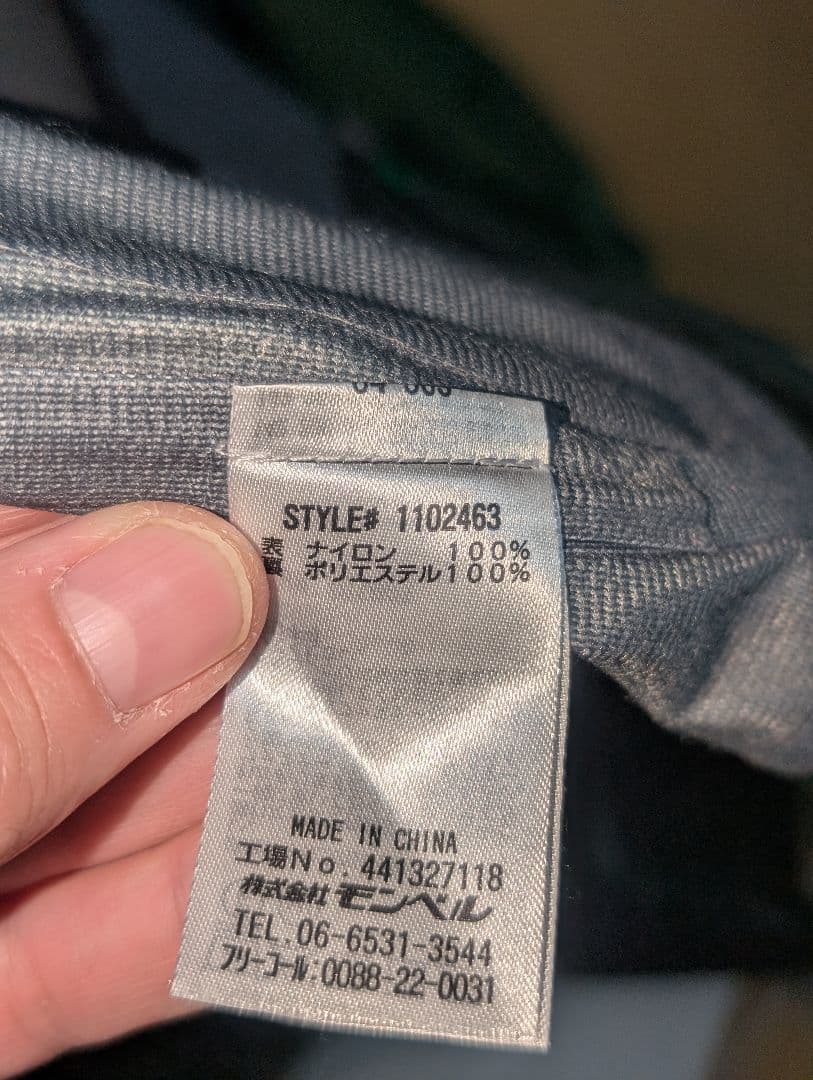 STYLE# 1102463
表 ナイロン 100%
ポリエステル100%
MADE IN CHINA
工場No. 441327118
株式会社 モンベル
TEL.06-6531-3544
フリーコール:0088-22-0031